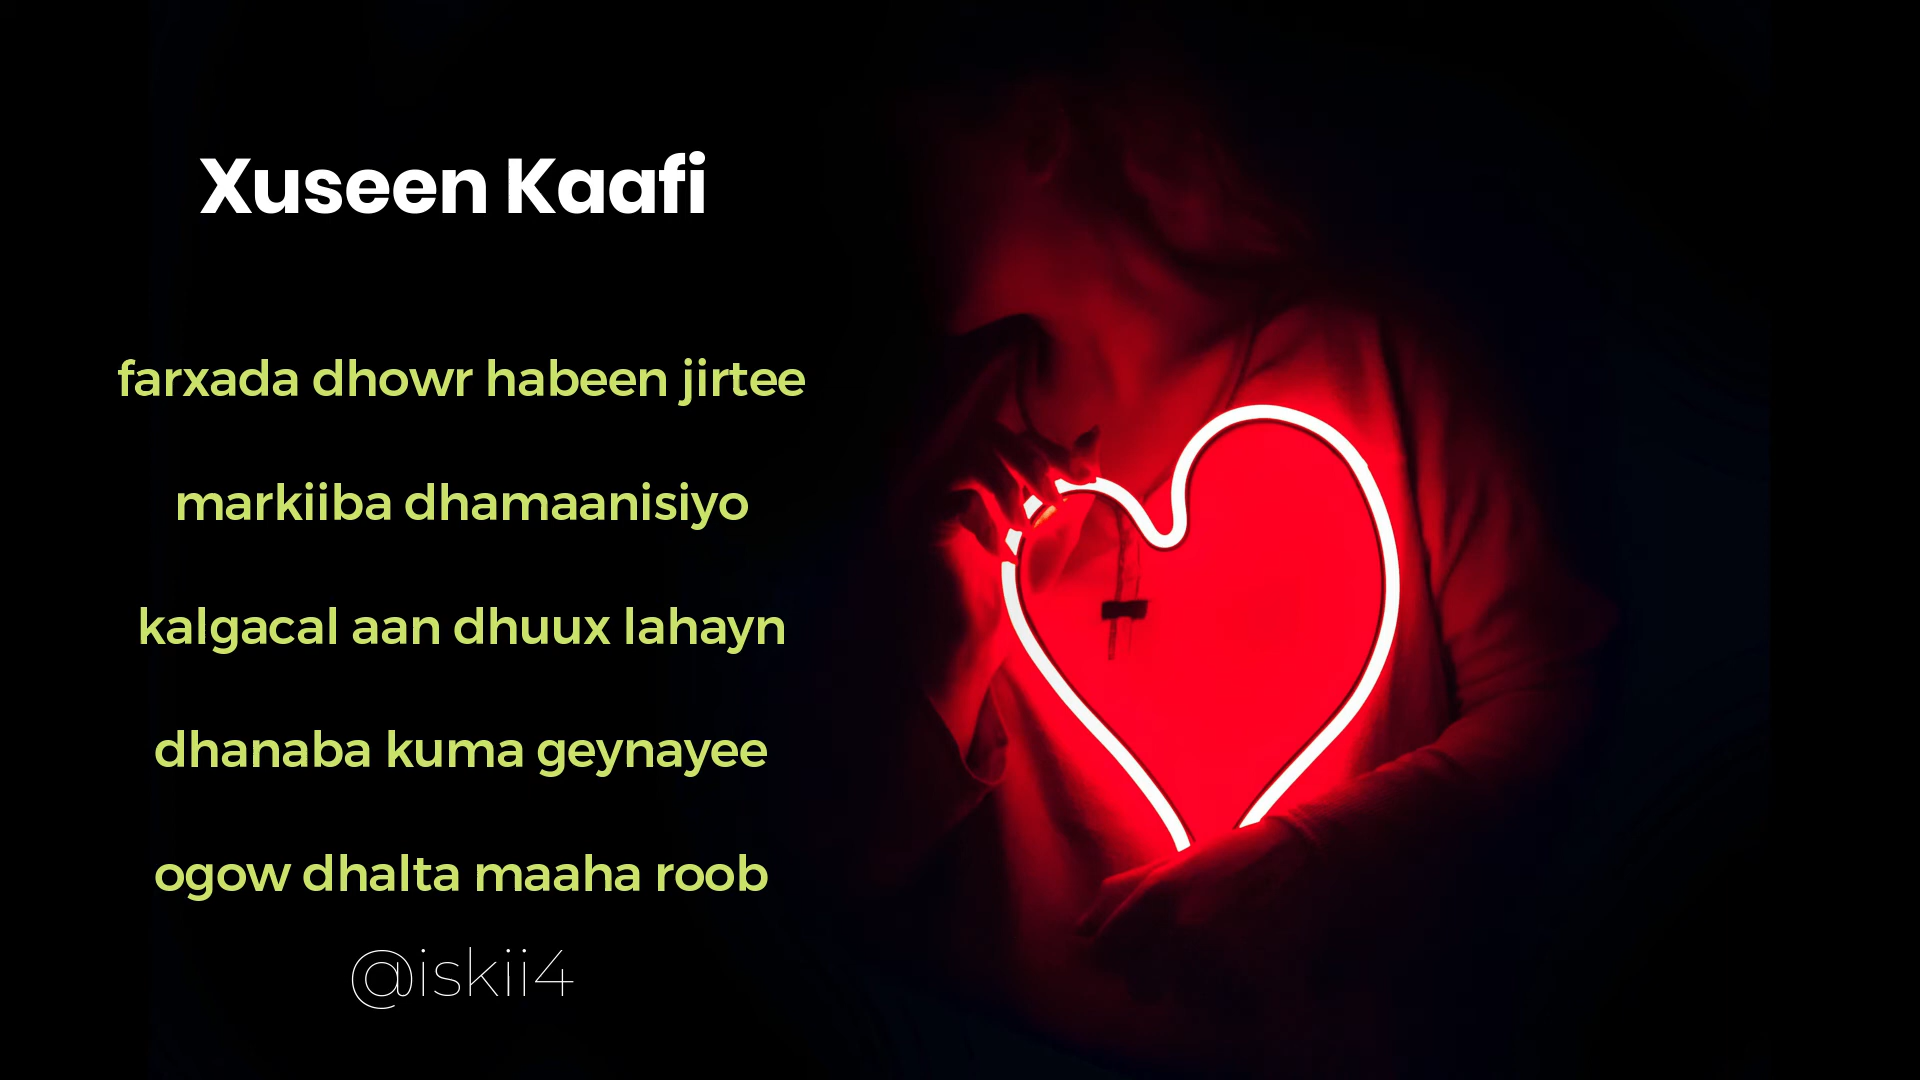 Xuseen Kaafi
farxada dhowr habeen jirtee
markiiba dhamaanisiyo
kalgacal aan dhuux lahayn
dhanaba kuma geynayee
ogow dhalta maaha roob
@iskii4